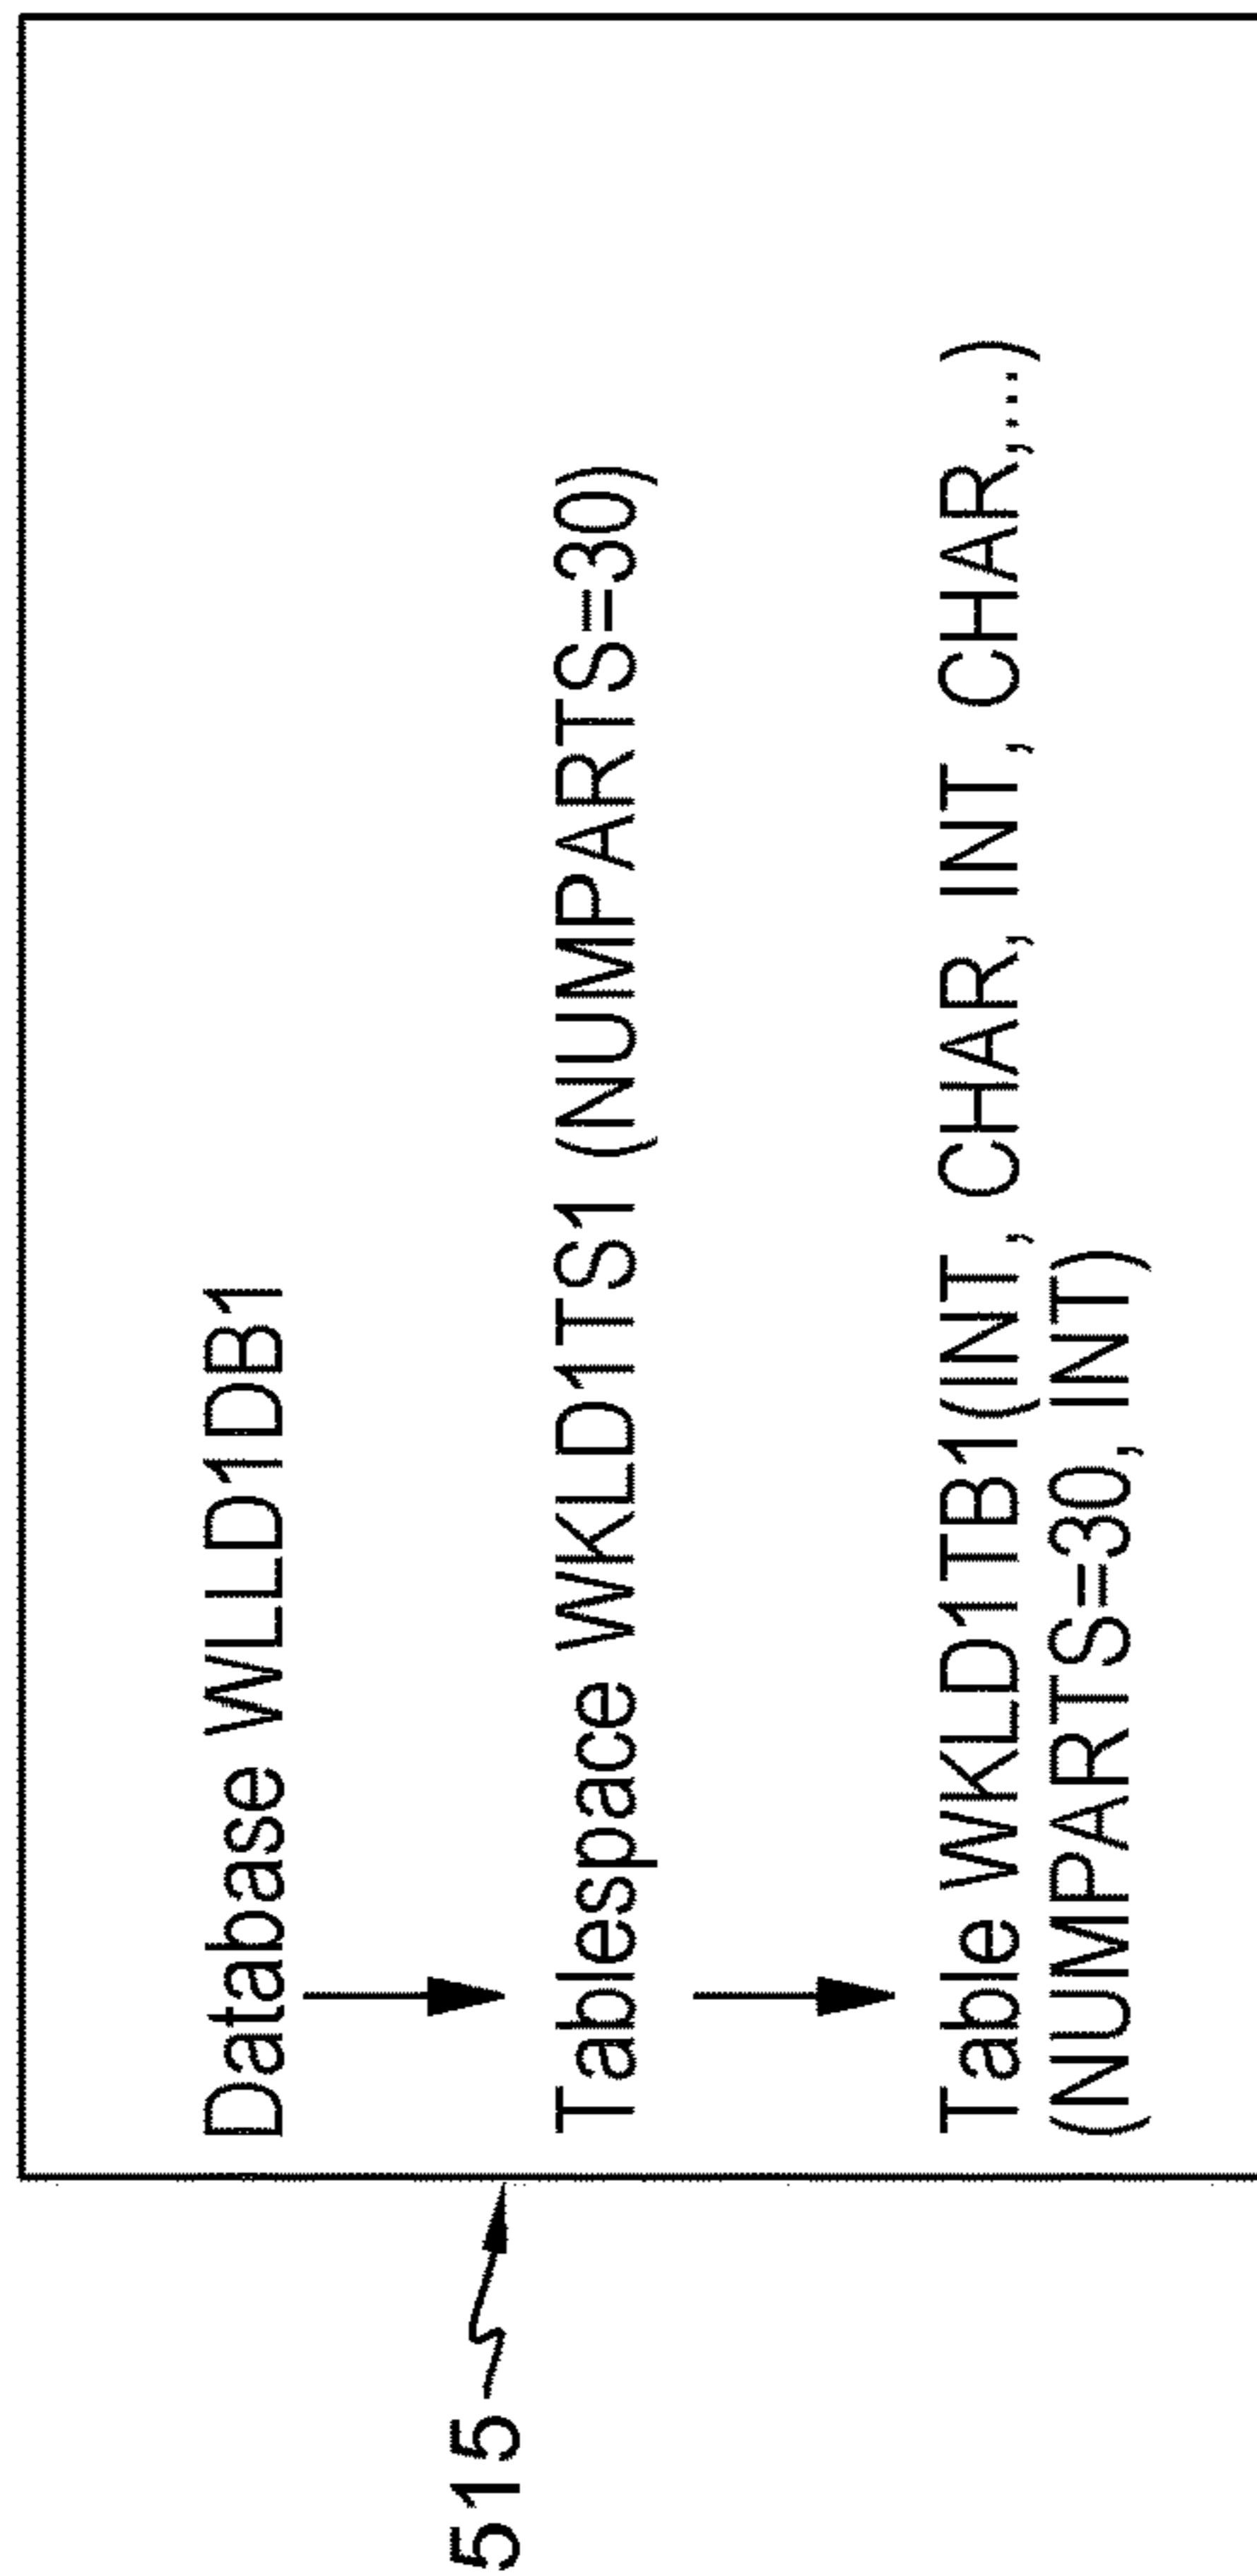 Database WLLD1DB1
Tablespace WKLD1TS1 (NUMPARTS=30)
515
Table WKLD1TB1(INT, CHAR, INT, CHAR,...)
(NUMPARTS=30, INT)